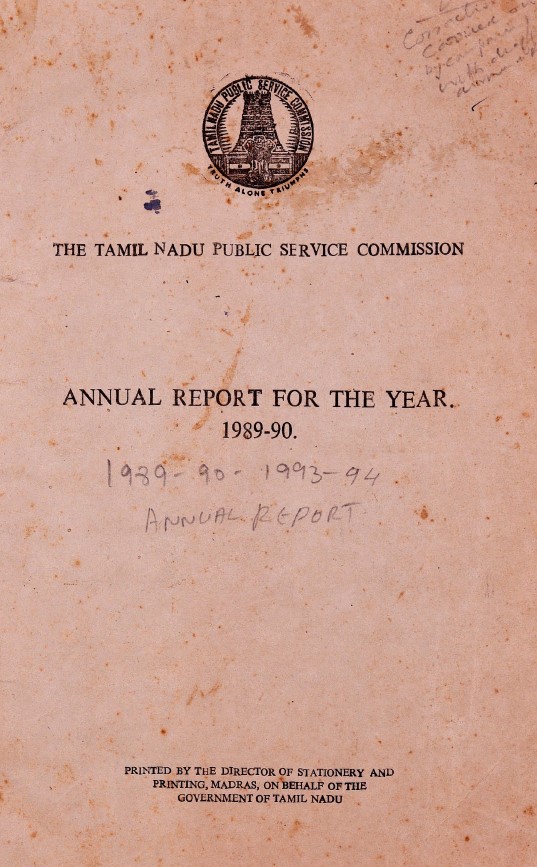 Correction
TAMIL NADU PUBLIC SERVICE COMMISSION
TRUTH ALONE TRIUMPHS
THE TAMIL NADU PUBLIC SERVICE COMMISSION
ANNUAL REPORT FOR THE YEAR.
1989-90.
1989-90-1993-94
ANNUAL REPORT
PRINTED BY THE DIRECTOR OF STATIONERY AND
PRINTING, MADRAS, ON BEHALF OF THE
GOVERNMENT OF TAMIL NADU